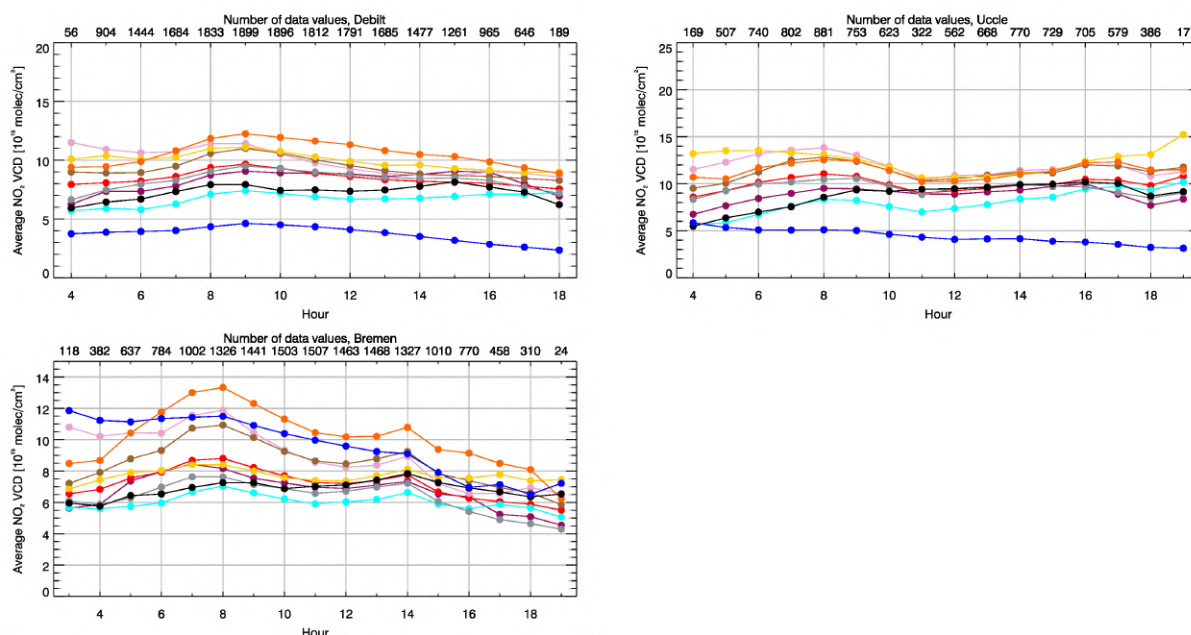 Number of data values, Debilt
56 904 1444 1684 1833 1899 1896 1812 1791 1685 1477 1261 965 646 189
20
15
10
5
0
Average NOx VCD [10¹⁵ molec/cm²]
4 6 8 10 12 14 16 18
Hour
Number of data values, Uccle
169 507 740 802 881 753 623 322 562 668 770 729 705 579 386 17
25
20
15
10
5
0
Average NOx VCD [10¹⁵ molec/cm²]
4 6 8 10 12 14 16 18
Hour
Number of data values, Bremen
118 382 637 784 1002 1326 1441 1503 1507 1463 1468 1327 1010 770 458 310 24
14
12
10
8
6
4
2
0
Average NOx VCD [10¹⁵ molec/cm²]
4 6 8 10 12 14 16 18
Hour